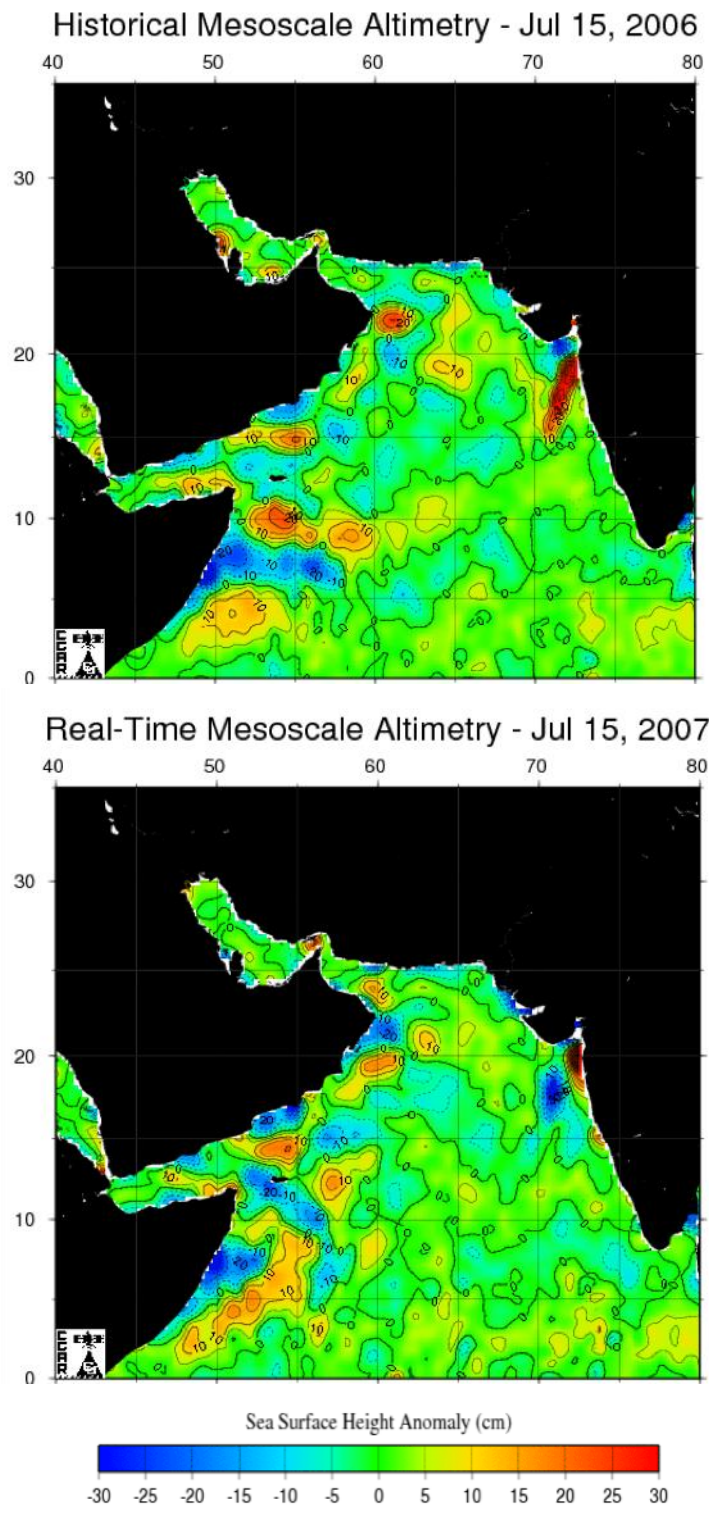 Historical Mesoscale Altimetry - Jul 15, 2006
40 50 60 70 80
30
20
10
0
Real-Time Mesoscale Altimetry - Jul 15, 2007
40 50 60 70 80
30
20
10
0
Sea Surface Height Anomaly (cm)
-30 -25 -20 -15 -10 -5 0 5 10 15 20 25 30